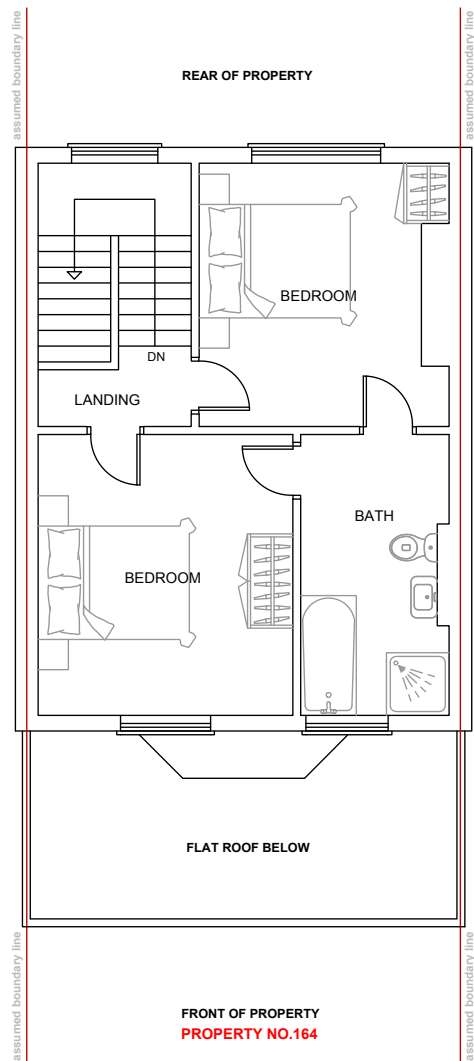 assumed boundary line
assumed boundary line
REAR OF PROPERTY
BEDROOM
DN
LANDING
BATH
BEDROOM
FLAT ROOF BELOW
assumed boundary line
assumed boundary line
FRONT OF PROPERTY
PROPERTY NO.164